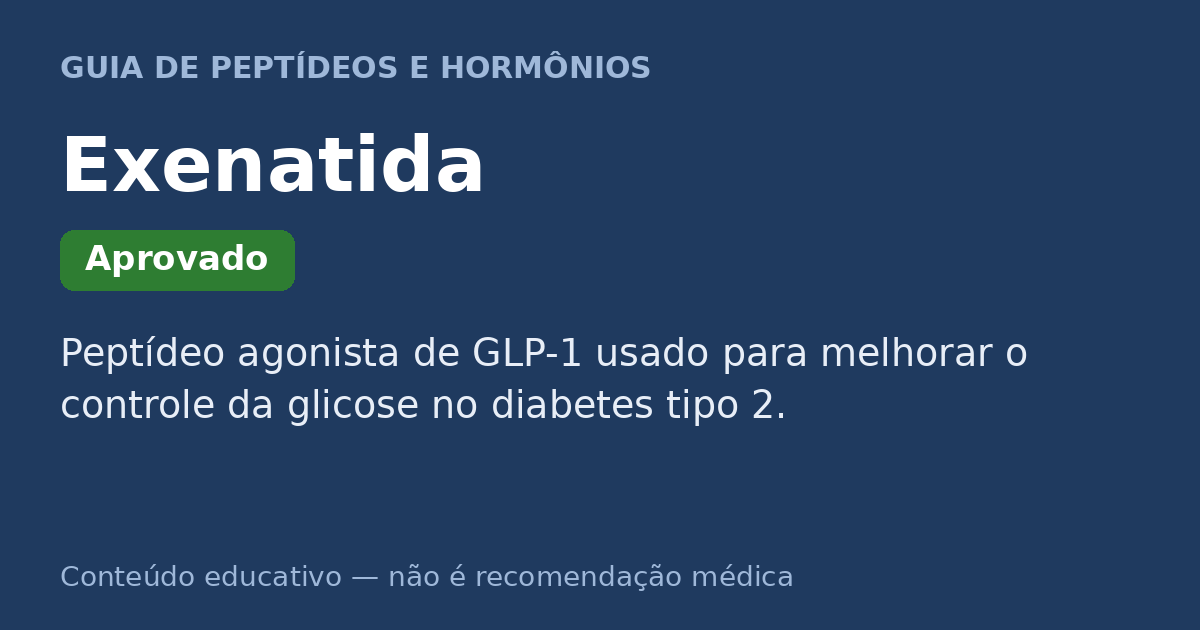 GUIA DE PEPTÍDEOS E HORMÔNIOS
Exenatida
Aprovado
Peptídeo agonista de GLP-1 usado para melhorar o
controle da glicose no diabetes tipo 2.
Conteúdo educativo — não é recomendação médica